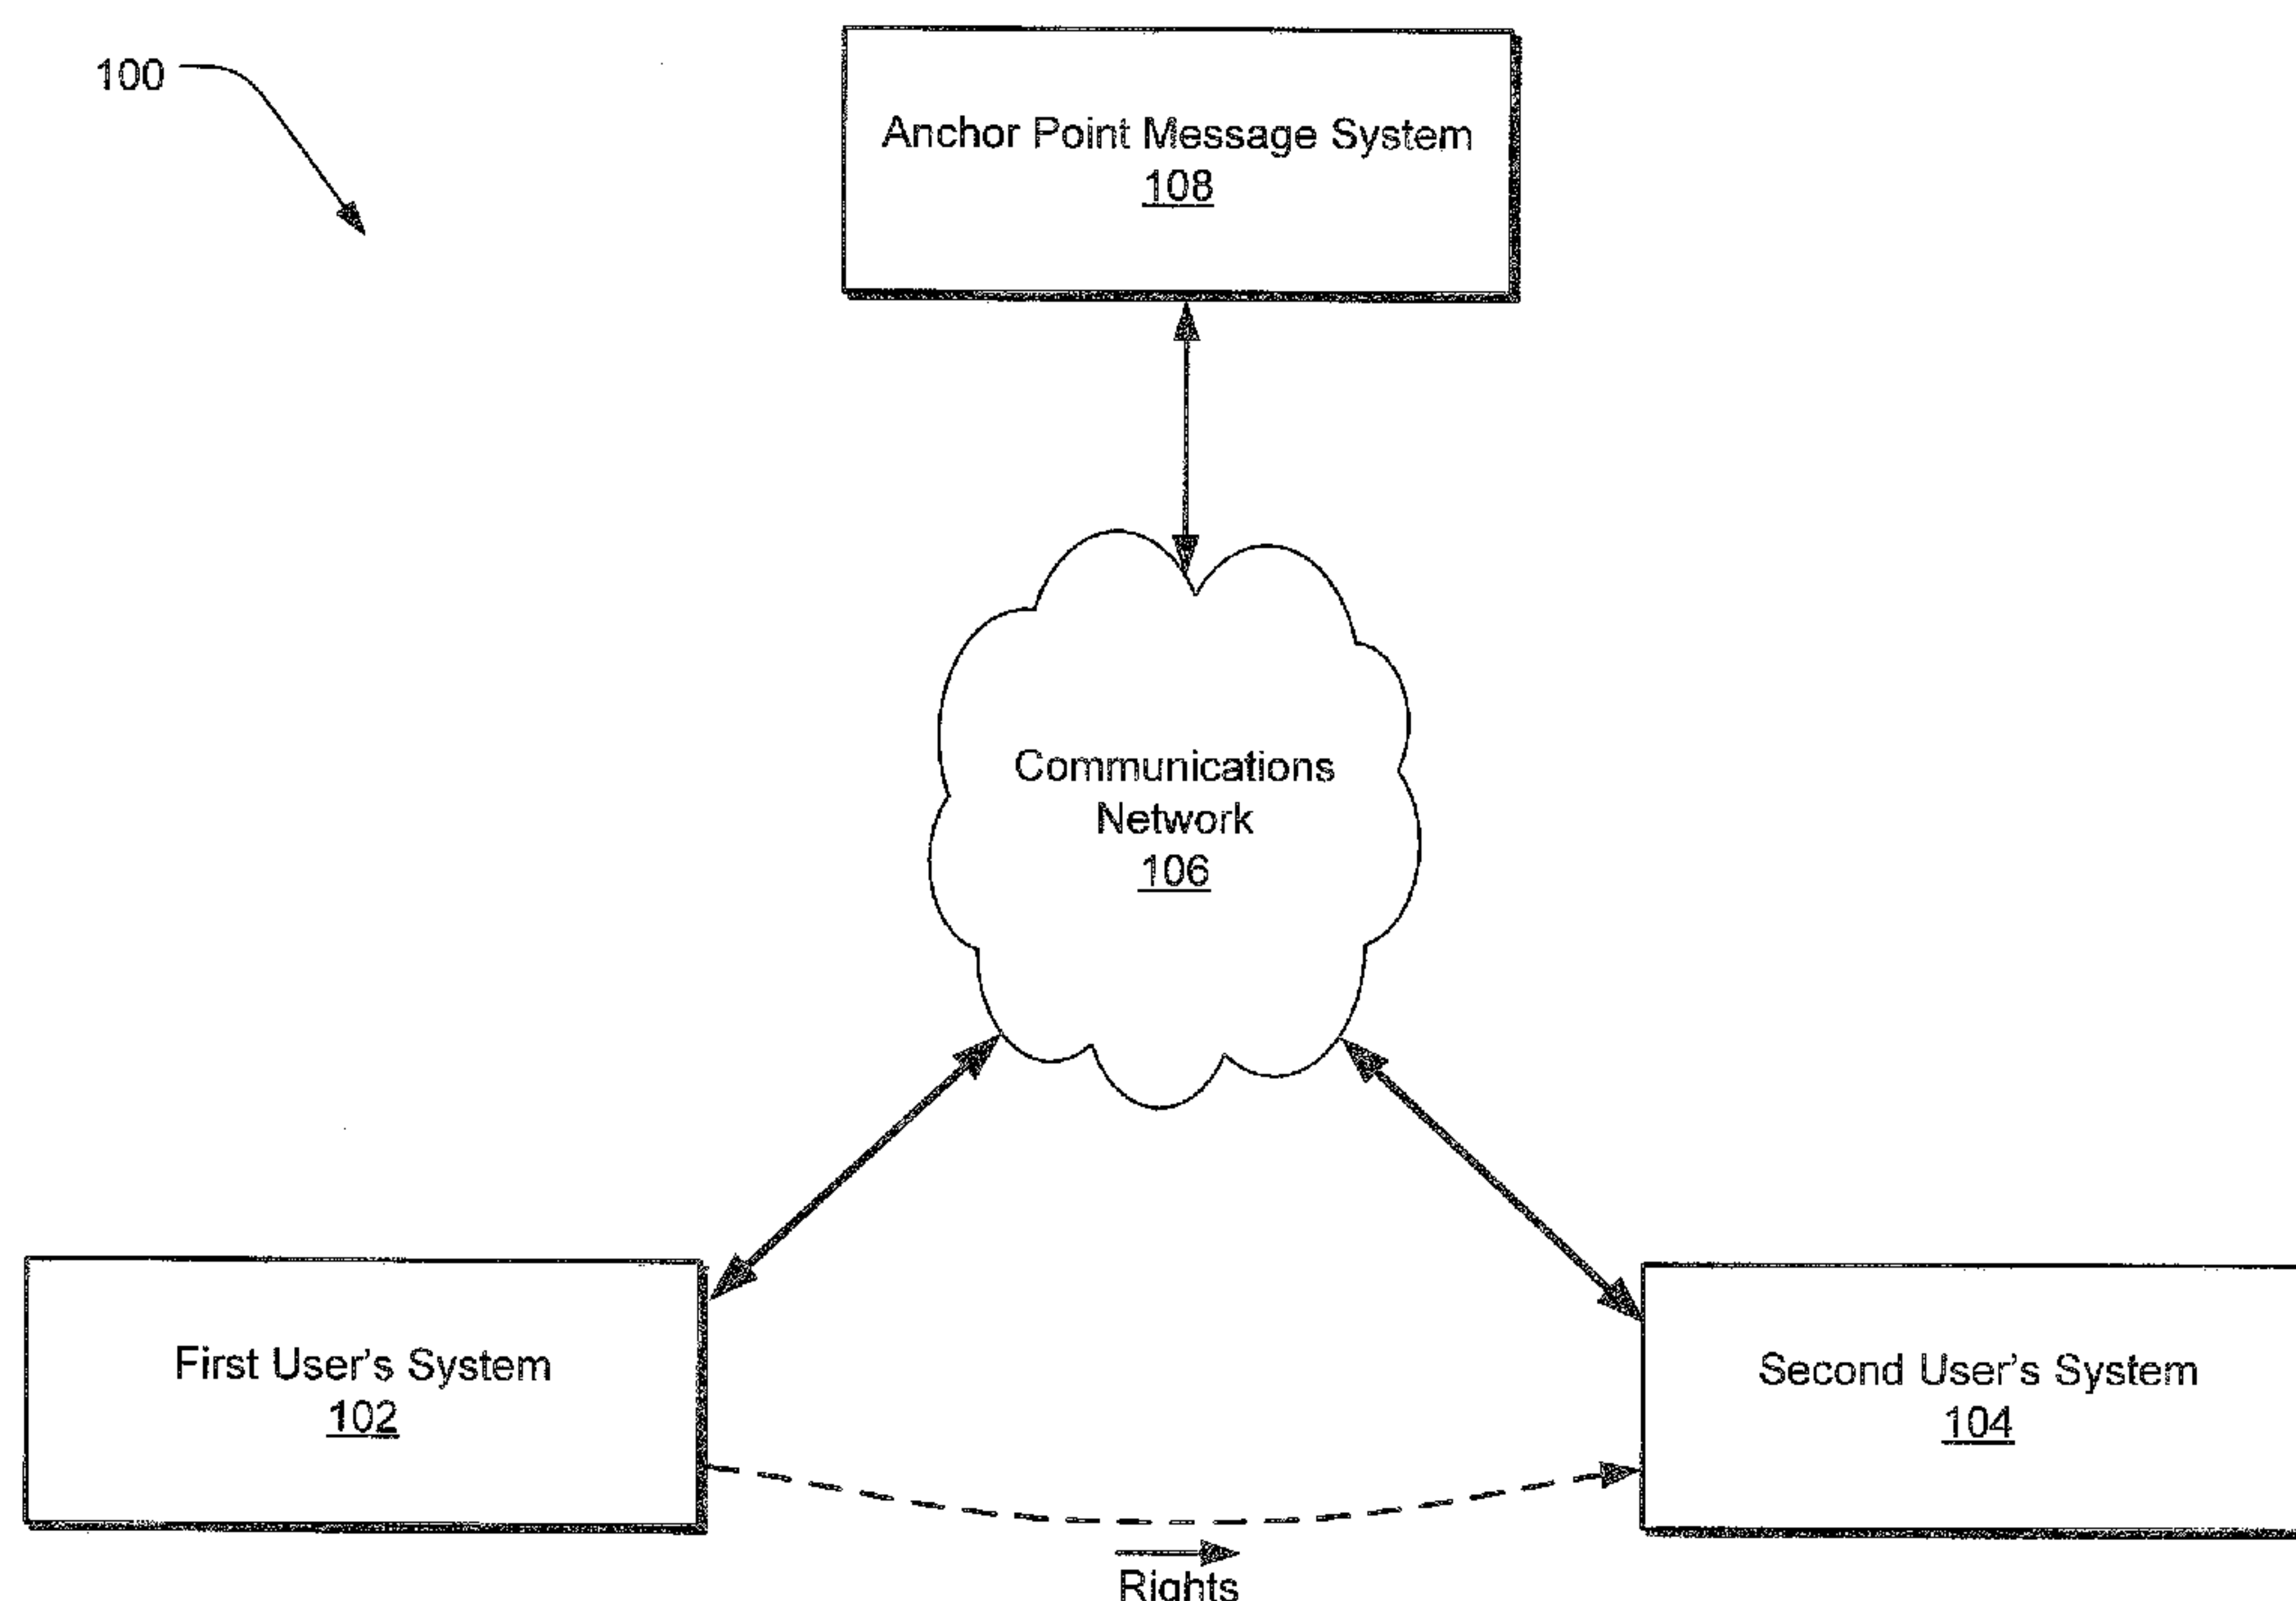 100
Anchor Point Message System
108
Communications
Network
106
First User's System
102
Second User's System
104
Rights